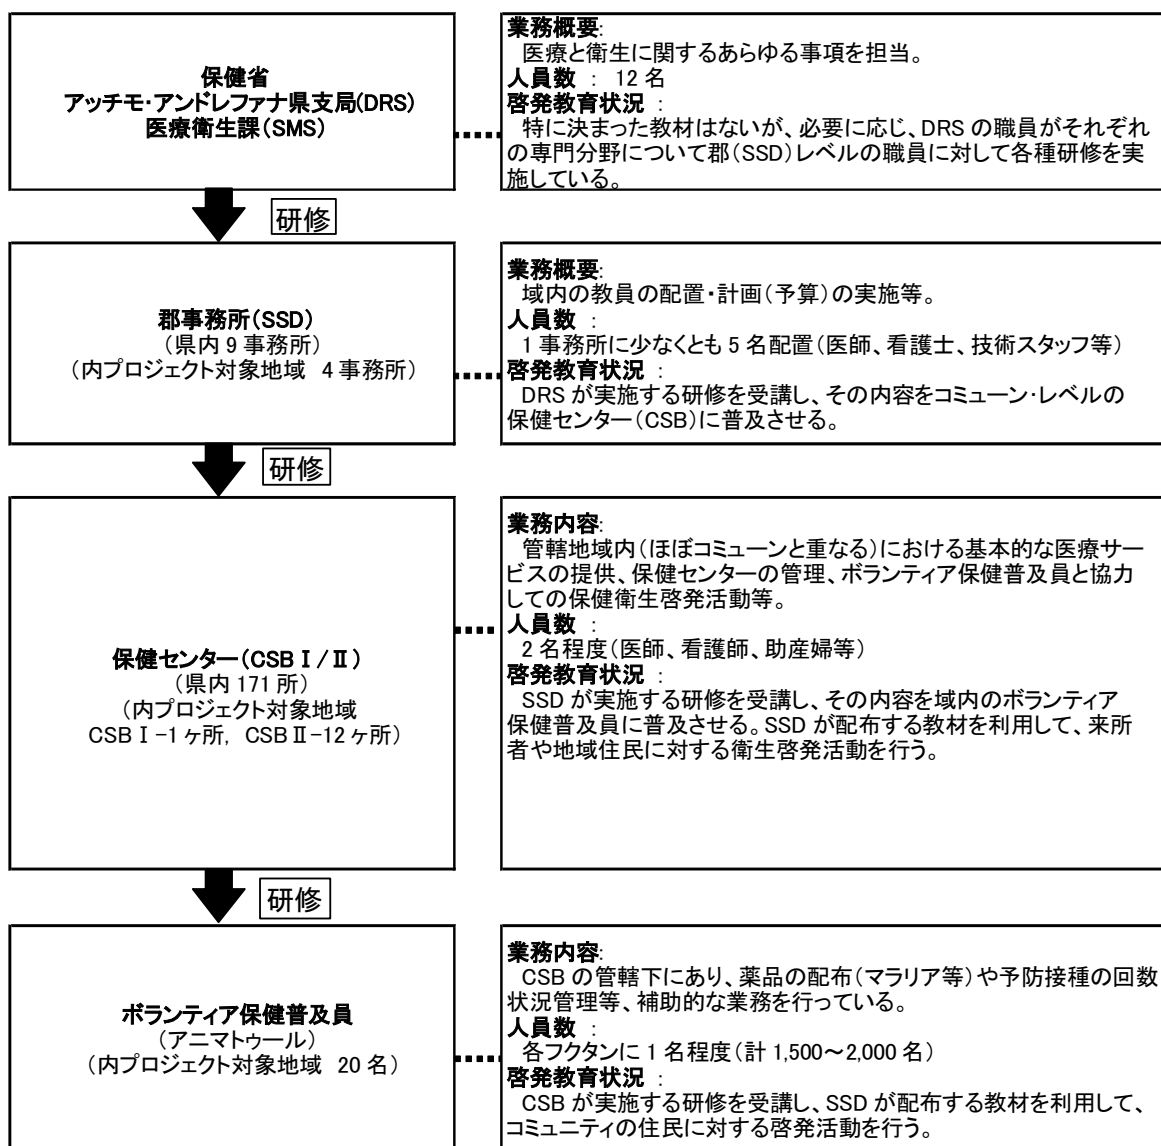 保健省
アッチモ・アンドレファナ県支局(DRS)
医療衛生課(SMS)
業務概要:
医療と衛生に関するあらゆる事項を担当。
人員数 : 12 名
啓発教育状況 :
特に決まった教材はないが、必要に応じ、DRS の職員がそれぞれ
の専門分野について郡(SSD)レベルの職員に対して各種研修を実
施している。
研修
郡事務所(SSD)
(県内 9 事務所)
(内プロジェクト対象地域 4 事務所)
業務概要:
域内の教員の配置・計画(予算)の実施等。
人員数 :
1 事務所に少なくとも 5 名配置(医師、看護士、技術スタッフ等)
啓発教育状況 :
DRS が実施する研修を受講し、その内容をコミューン・レベルの
保健センター(CSB)に普及させる。
研修
保健センター(CSBⅠ/Ⅱ)
(県内 171 所)
(内プロジェクト対象地域
CSBⅠ-1 ヶ所, CSBⅡ-12 ヶ所)
業務内容:
管轄地域内(ほぼコミューンと重なる)における基本的な医療サー
ビスの提供、保健センターの管理、ボランティア保健普及員と協力
しての保健衛生啓発活動等。
人員数 :
2 名程度(医師、看護師、助産婦等)
啓発教育状況 :
SSD が実施する研修を受講し、その内容を域内のボランティア
保健普及員に普及させる。SSD が配布する教材を利用して、来所
者や地域住民に対する衛生啓発活動を行う。
研修
ボランティア保健普及員
(アニマトゥール)
(内プロジェクト対象地域 20 名)
業務内容:
CSB の管轄下にあり、薬品の配布(マラリア等)や予防接種の回数
状況管理等、補助的な業務を行っている。
人員数 :
各フクタンに 1 名程度(計 1,500~2,000 名)
啓発教育状況 :
CSB が実施する研修を受講し、SSD が配布する教材を利用して、
コミュニティの住民に対する啓発活動を行う。